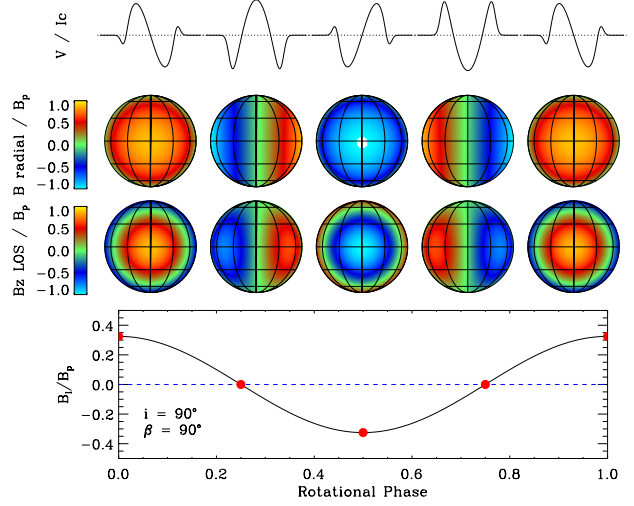 V / Ic
B radial / Bp
1.0
0.5
0.0
−0.5
−1.0
Bz LOS / Bp
1.0
0.5
0.0
−0.5
−1.0
Bl/Bp
0.4
0.2
0.0
−0.2
−0.4
i = 90°
β = 90°
0.0 0.2 0.4 0.6 0.8 1.0
Rotational Phase